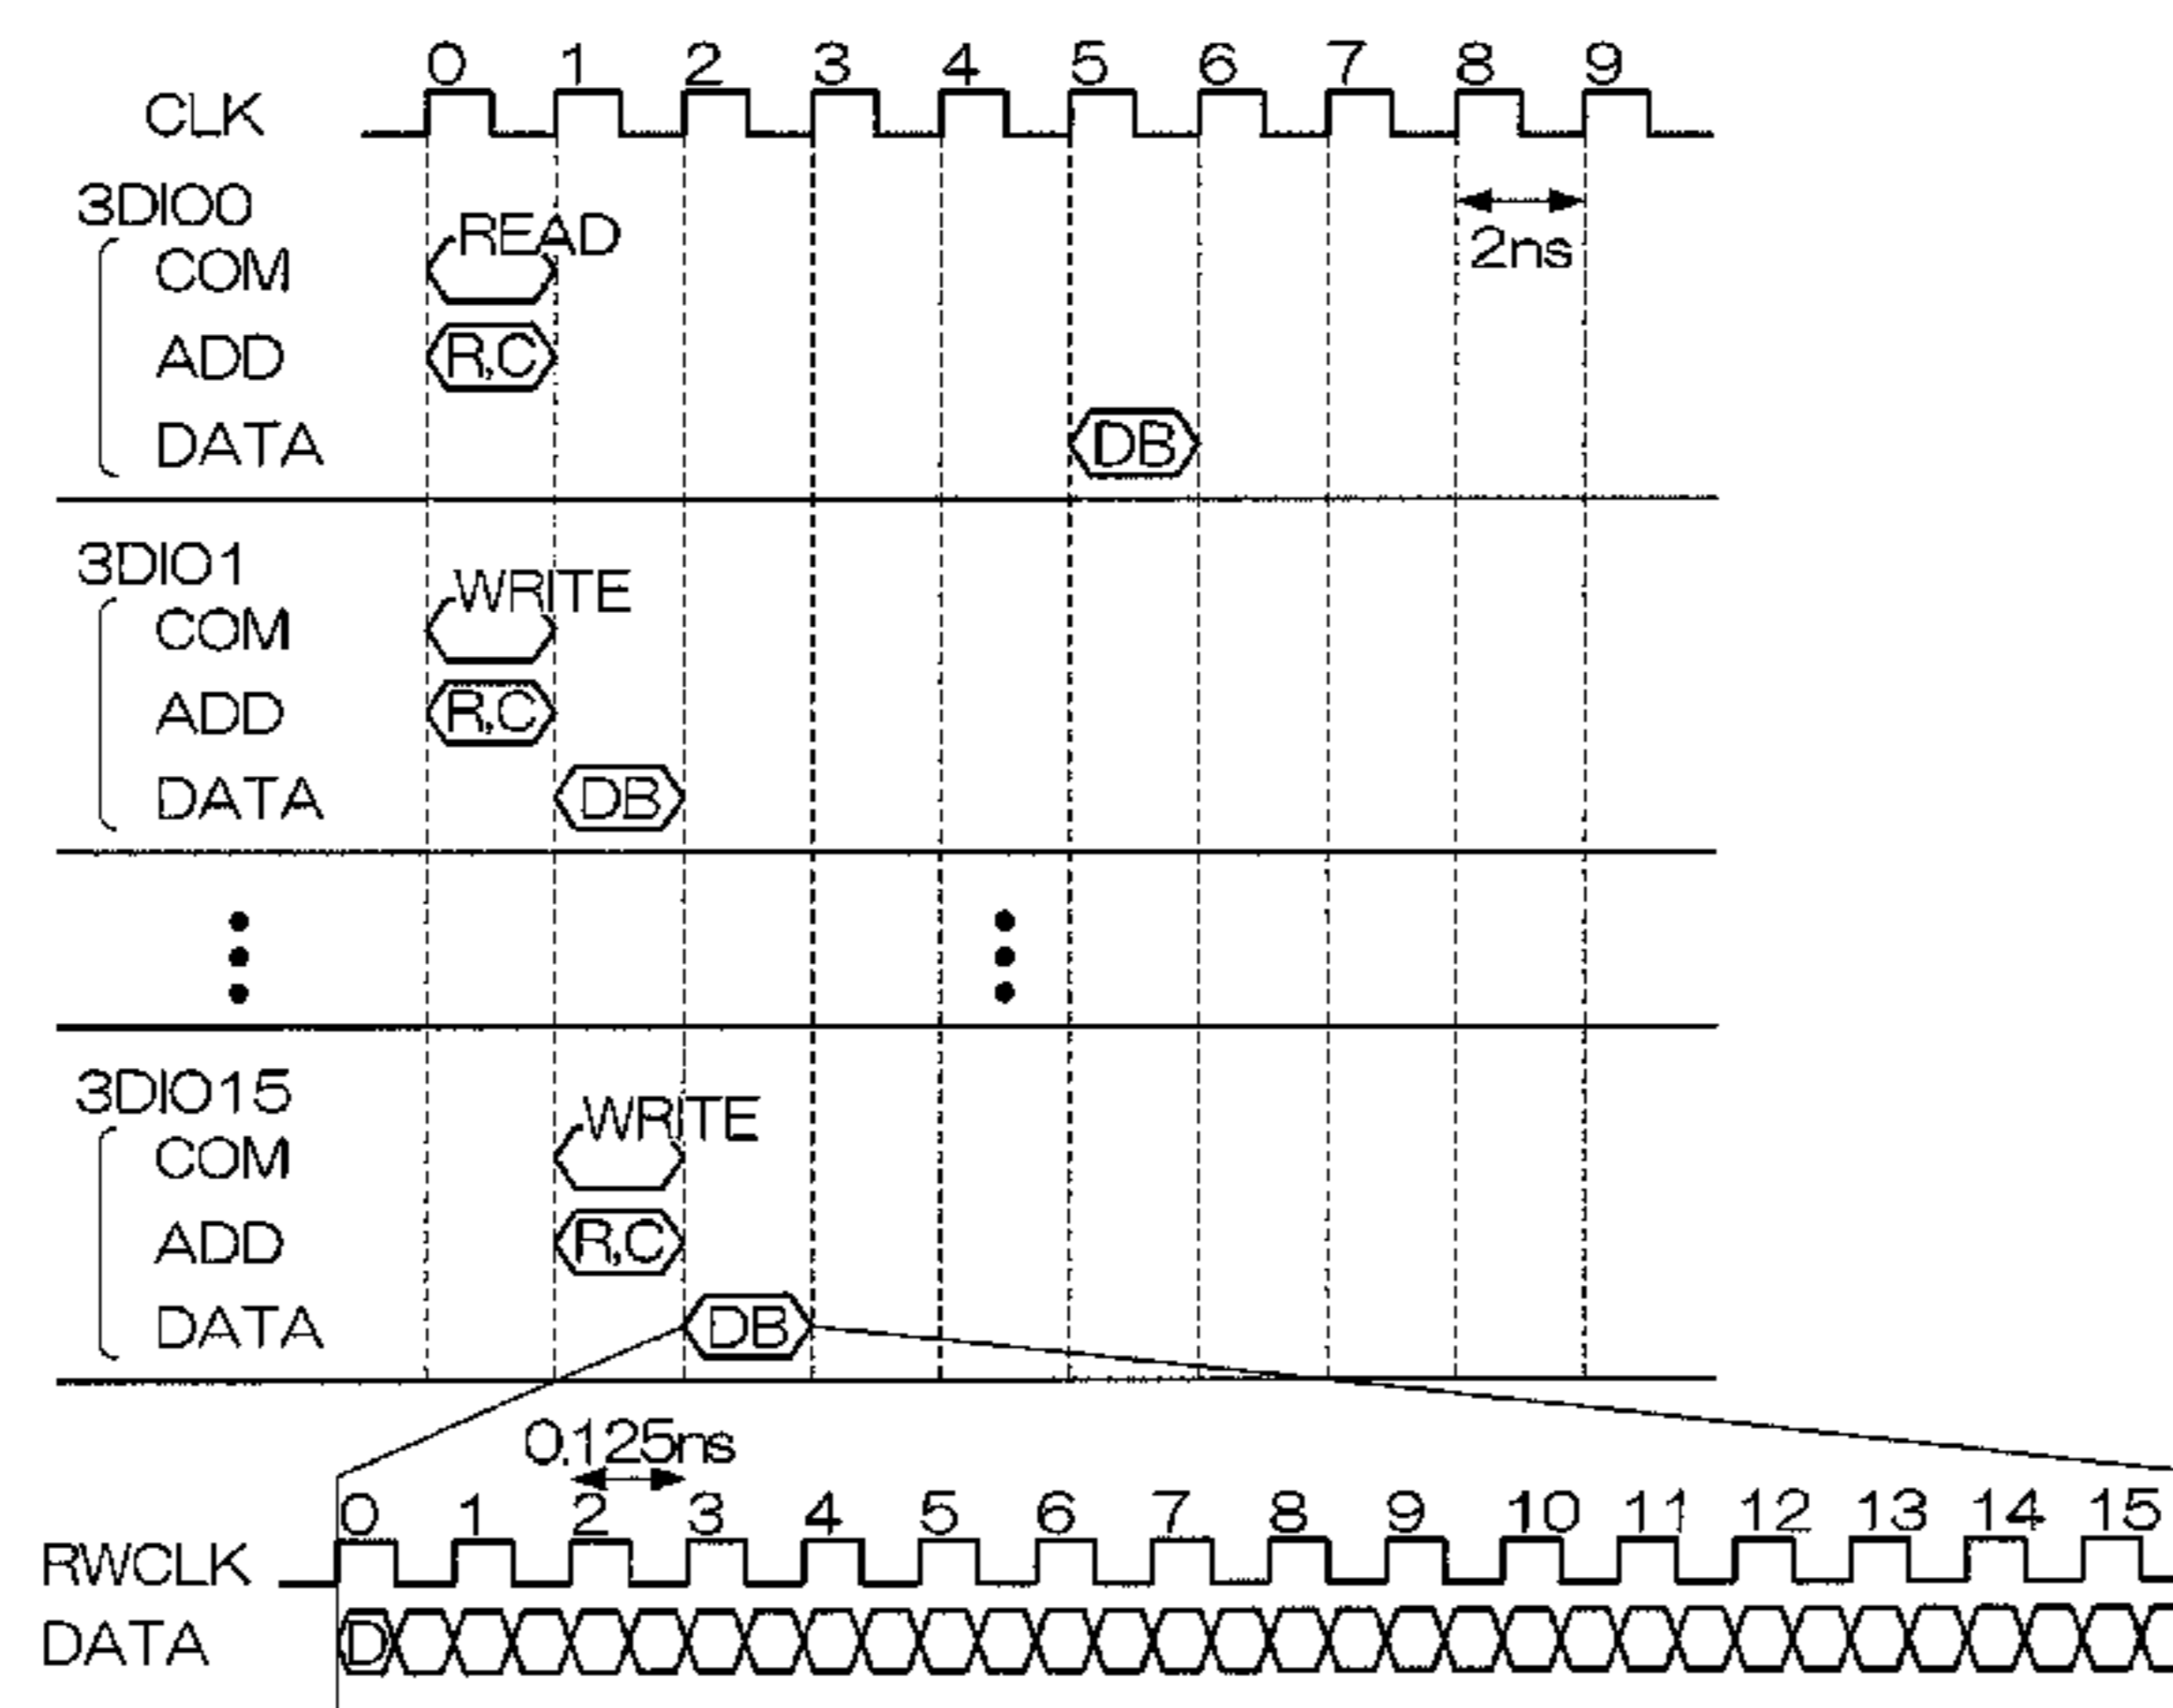 0 1 2 3 4 5 6 7 8 9
CLK
3DIO0
READ
2ns
COM
ADD R,C
DATA DB
3DIO1
WRITE
COM
ADD R,C
DATA DB
3DIO15
WRITE
COM
ADD R,C
DATA DB
0.125ns
0 1 2 3 4 5 6 7 8 9 10 11 12 13 14 15
RWCLK
DATA D